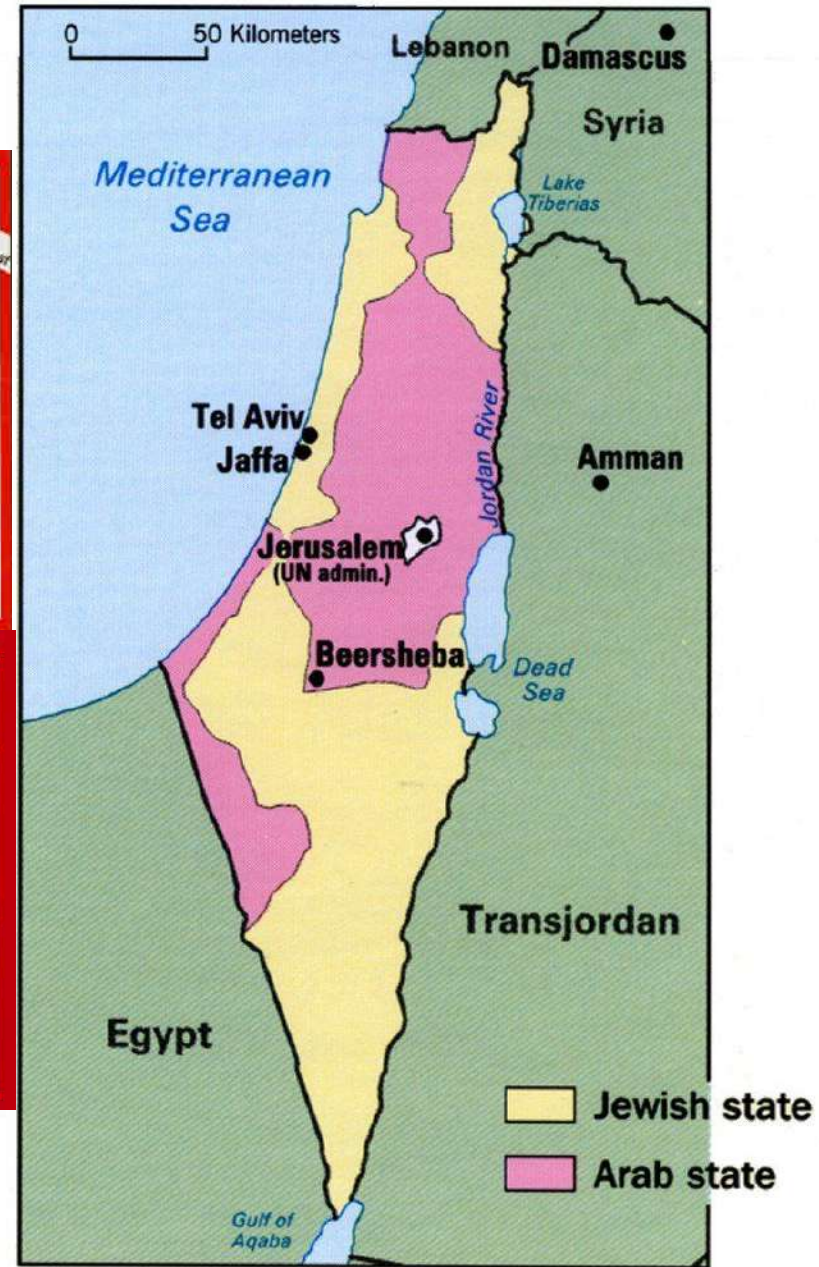 0 50 Kilometers
Lebanon
Damascus
Syria
Mediterranean
Sea
Lake
Tiberias
Tel Aviv
Jaffa
Jordan River
Amman
Jerusalem
(UN admin.)
Beersheba
Dead
Sea
Transjordan
Egypt
Jewish state
Arab state
Gulf of
Aqaba